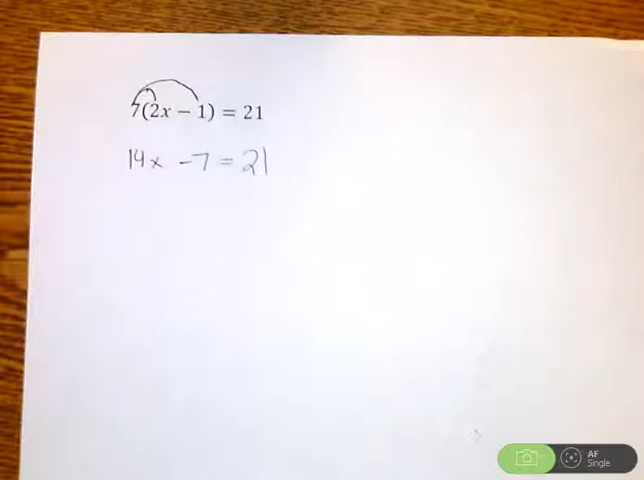 7(2x − 1) = 21
14x - 7 = 21
AF
Single